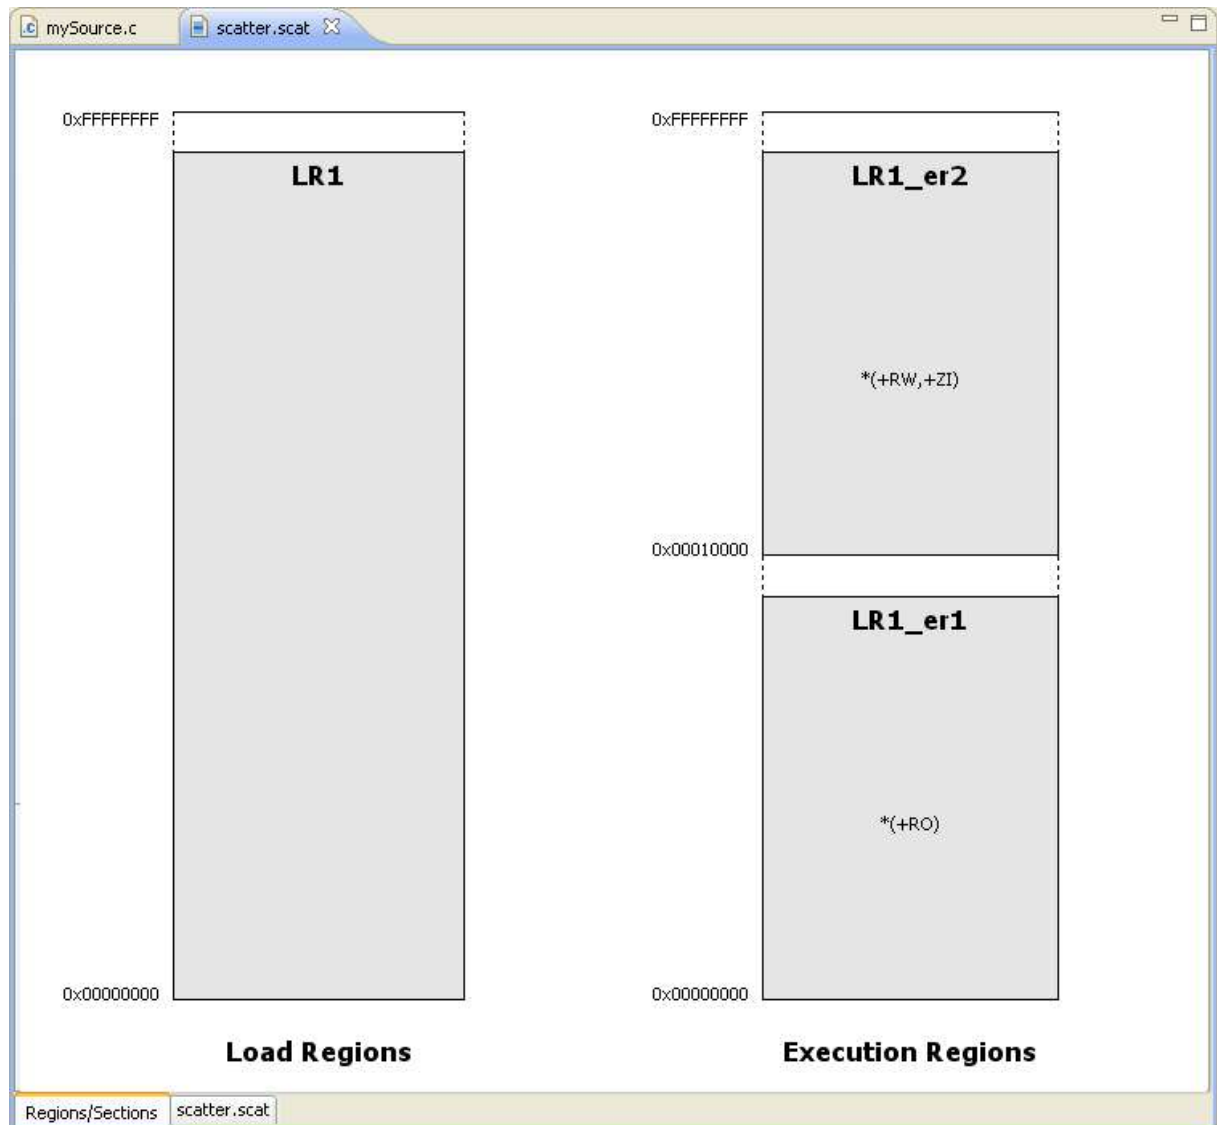 mySource.c
scatter.scat
0xFFFFFFFF
0xFFFFFFFF
LR1
LR1_er2
*(+RW,+ZI)
0x00010000
LR1_er1
*(+RO)
0x00000000
0x00000000
Load Regions
Execution Regions
Regions/Sections
scatter.scat